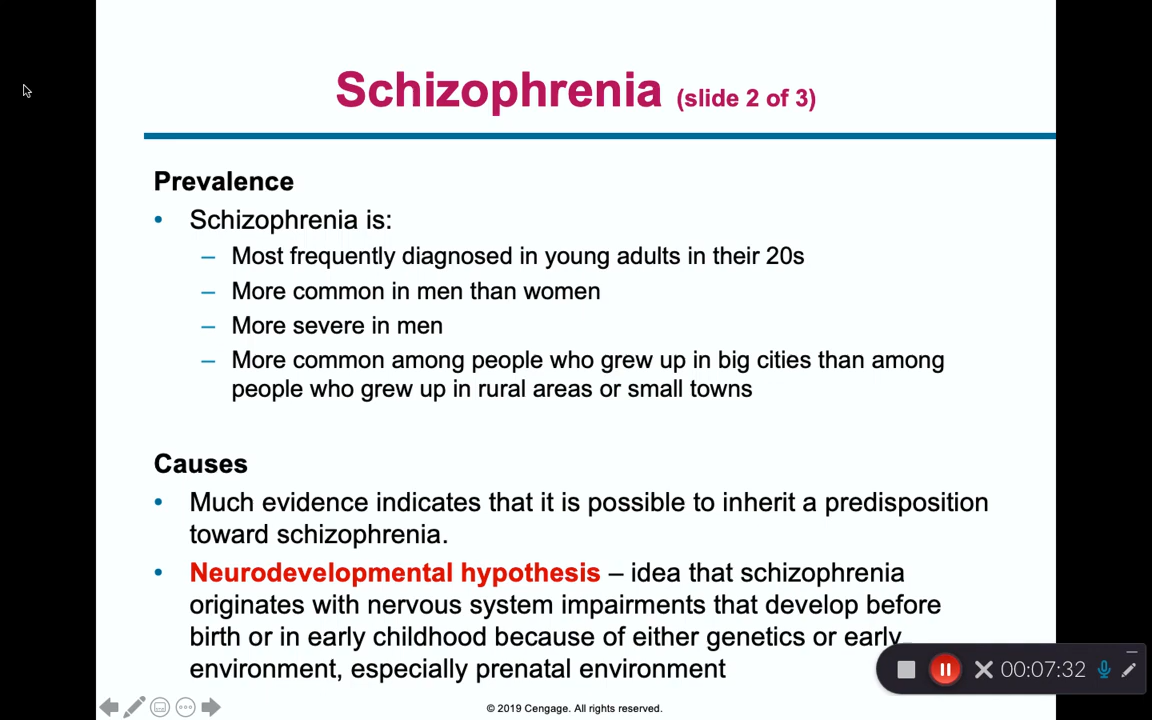 Schizophrenia (slide 2 of 3)
Prevalence
• Schizophrenia is:
– Most frequently diagnosed in young adults in their 20s
– More common in men than women
– More severe in men
– More common among people who grew up in big cities than among
people who grew up in rural areas or small towns
Causes
• Much evidence indicates that it is possible to inherit a predisposition
toward schizophrenia.
• Neurodevelopmental hypothesis – idea that schizophrenia
originates with nervous system impairments that develop before
birth or in early childhood because of either genetics or early
environment, especially prenatal environment
00:07:32
© 2019 Cengage. All rights reserved.